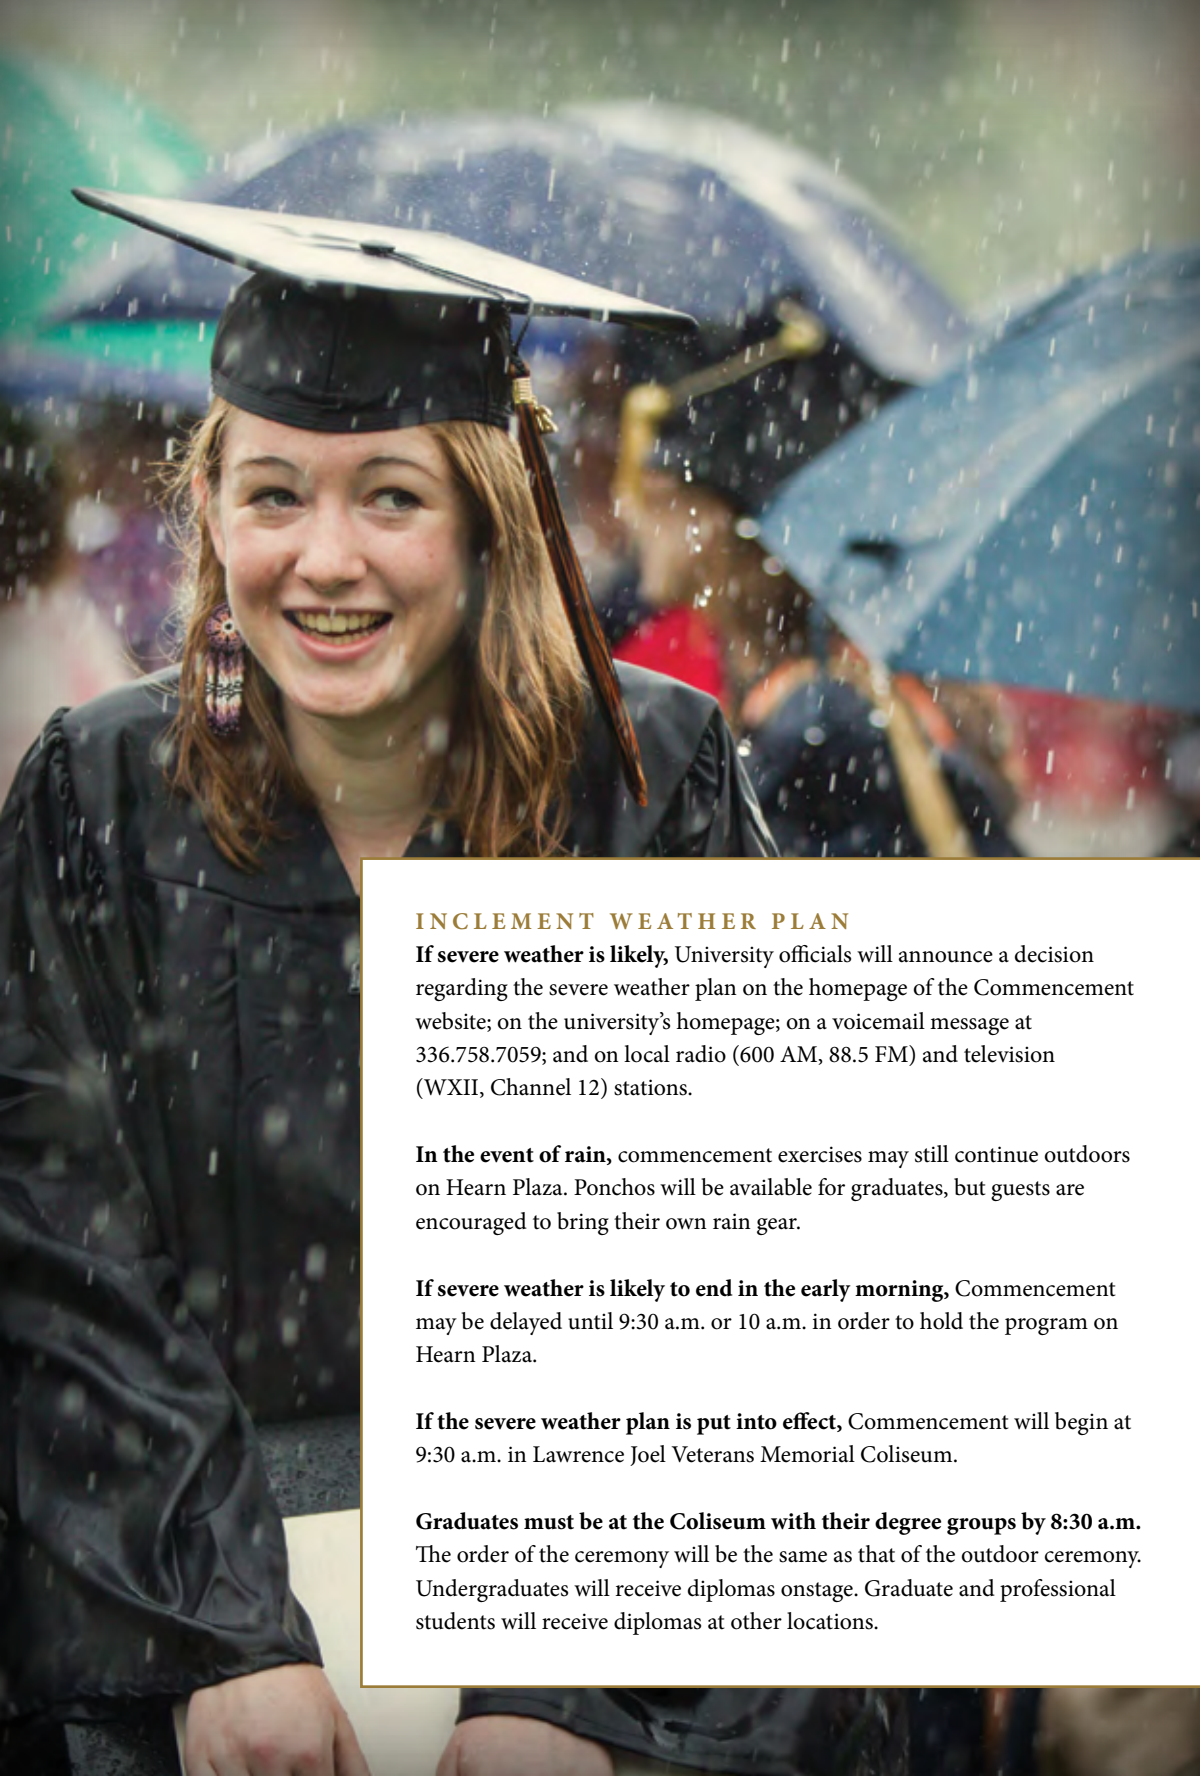 INCLEMENT WEATHER PLAN
If severe weather is likely, University officials will announce a decision
regarding the severe weather plan on the homepage of the Commencement
website; on the university’s homepage; on a voicemail message at
336.758.7059; and on local radio (600 AM, 88.5 FM) and television
(WXII, Channel 12) stations.
In the event of rain, commencement exercises may still continue outdoors
on Hearn Plaza. Ponchos will be available for graduates, but guests are
encouraged to bring their own rain gear.
If severe weather is likely to end in the early morning, Commencement
may be delayed until 9:30 a.m. or 10 a.m. in order to hold the program on
Hearn Plaza.
If the severe weather plan is put into effect, Commencement will begin at
9:30 a.m. in Lawrence Joel Veterans Memorial Coliseum.
Graduates must be at the Coliseum with their degree groups by 8:30 a.m.
The order of the ceremony will be the same as that of the outdoor ceremony.
Undergraduates will receive diplomas onstage. Graduate and professional
students will receive diplomas at other locations.